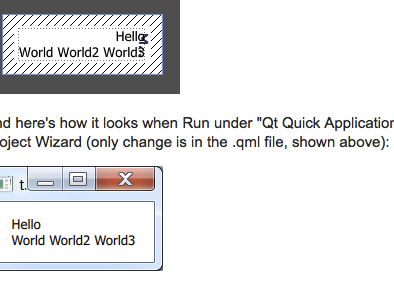 Hello
World World2 World3
nd here's how it looks when Run under "Qt Quick Application
oject Wizard (only change is in the .qml file, shown above):
t.
Hello
World World2 World3